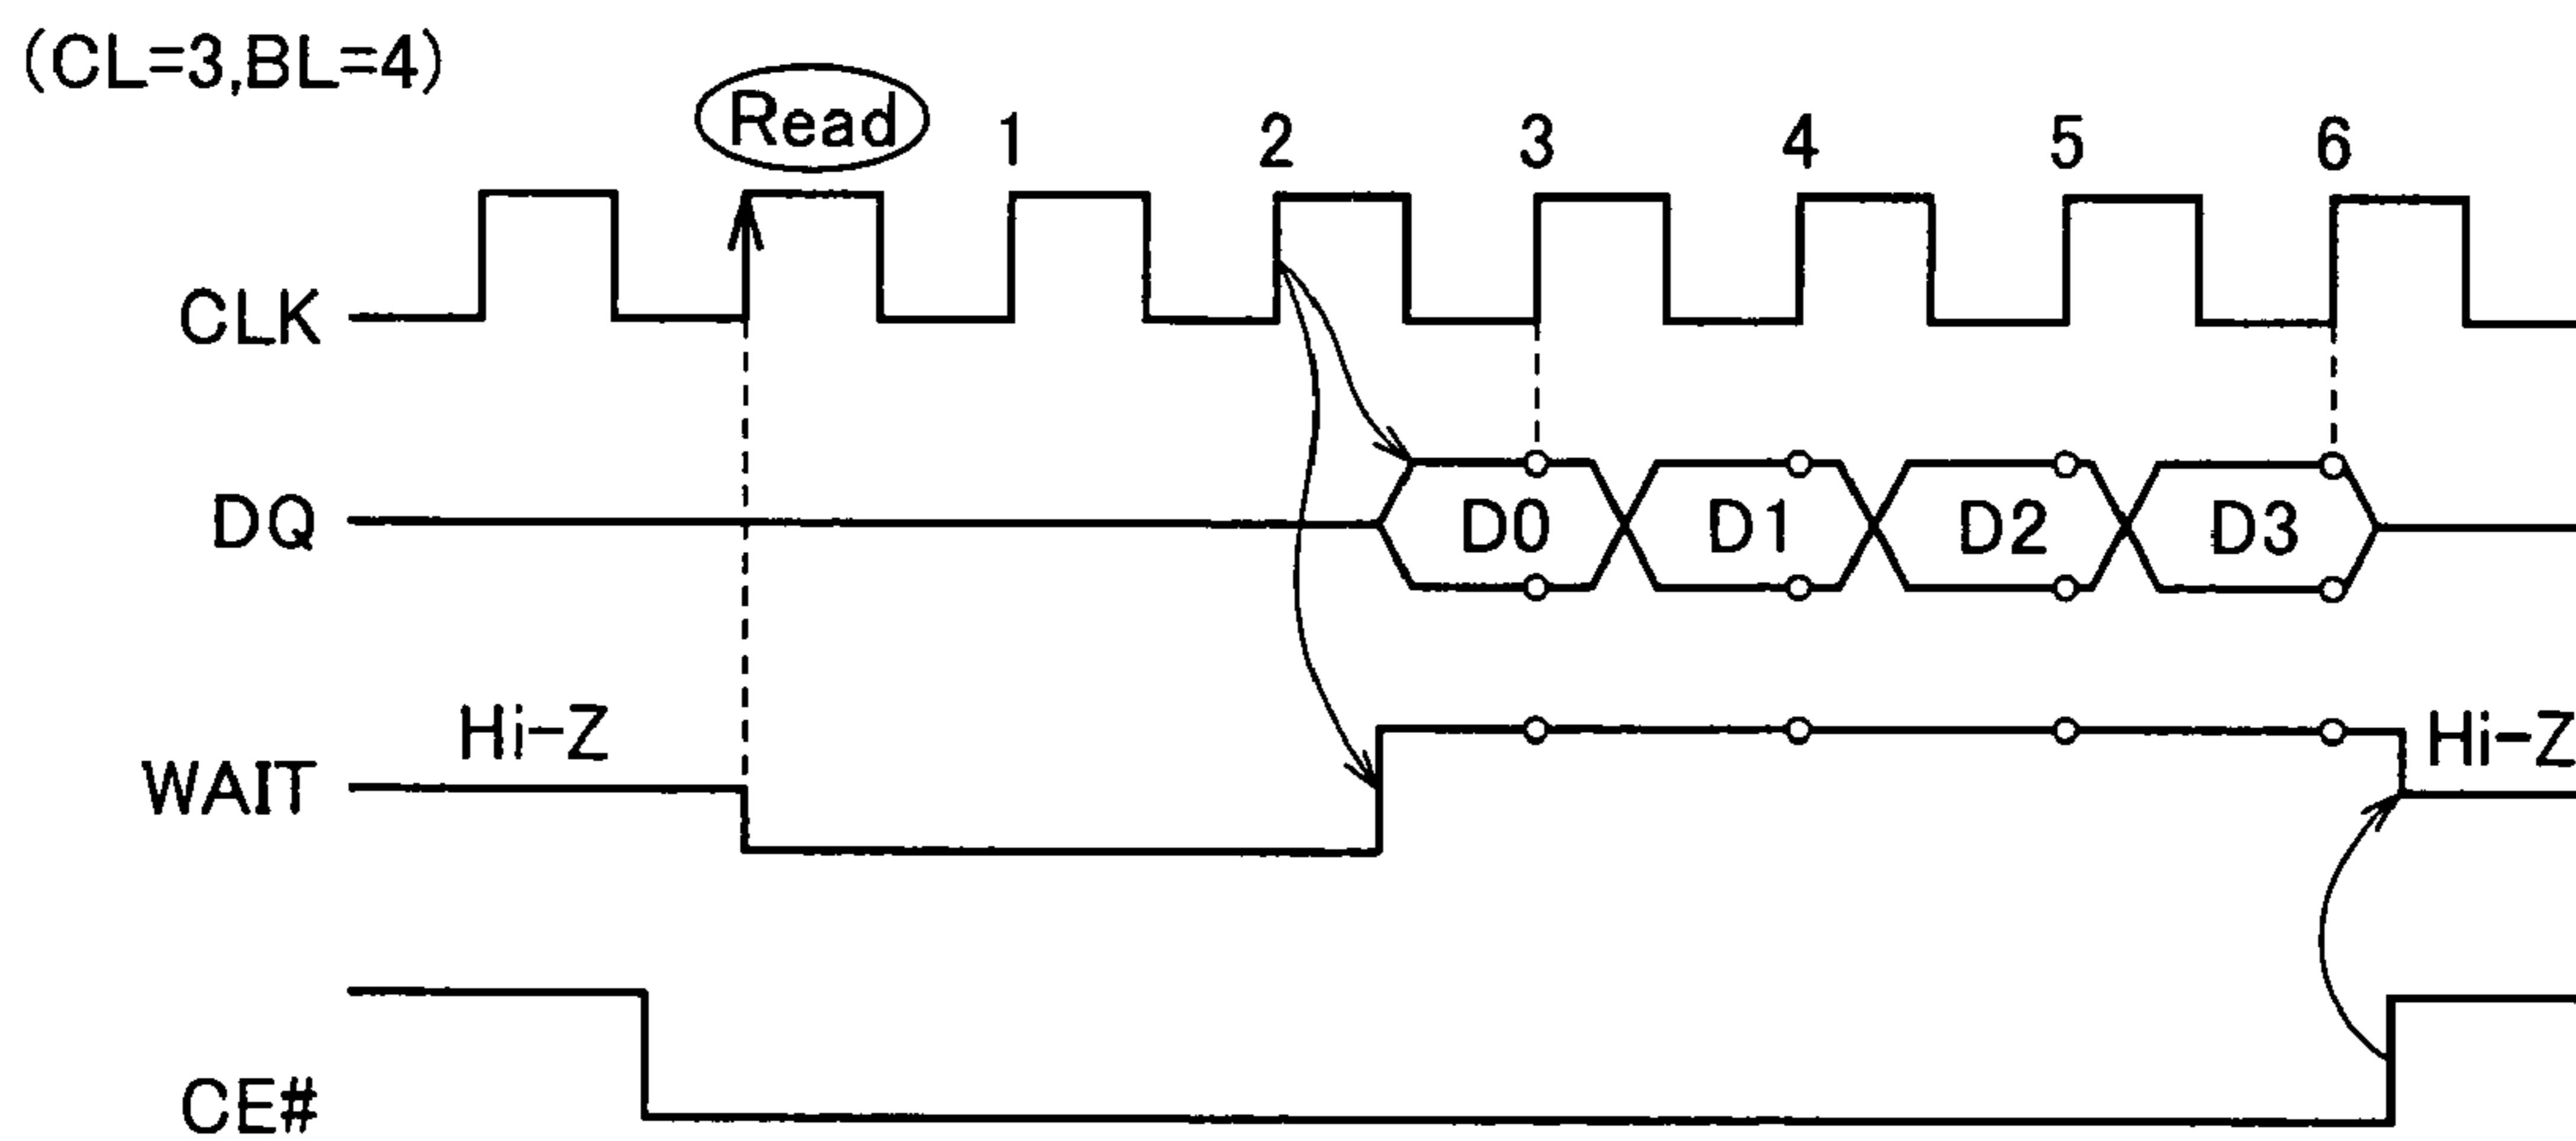 (CL=3,BL=4)
Read 1 2 3 4 5 6
CLK
DQ D0 D1 D2 D3
Hi-Z Hi-Z
WAIT
CE#